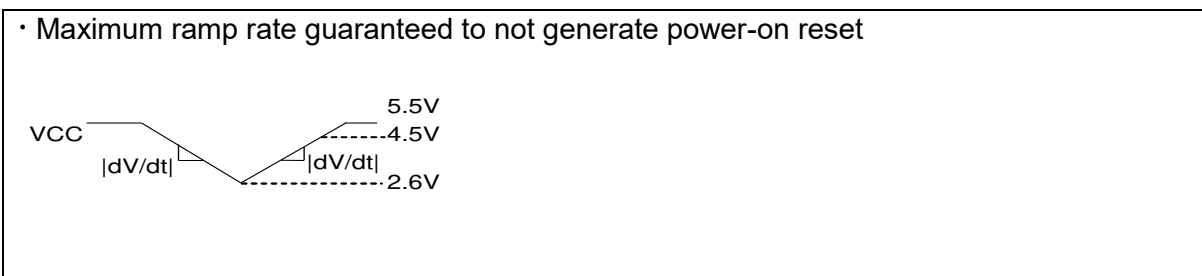 ・Maximum ramp rate guaranteed to not generate power-on reset
5.5V
VCC
4.5V
|dV/dt|
|dV/dt|
2.6V